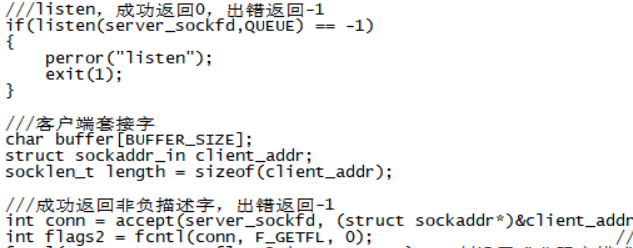 ///listen，成功返回0，出错返回-1
if(listen(server_sockfd,QUEUE) == -1)
{
    perror("listen");
    exit(1);
}
///客户端套接字
char buffer[BUFFER_SIZE];
struct sockaddr_in client_addr;
socklen_t length = sizeof(client_addr);
///成功返回非负描述字，出错返回-1
int conn = accept(server_sockfd, (struct sockaddr*)&client_addr
int flags2 = fcntl(conn, F_GETFL, 0); //